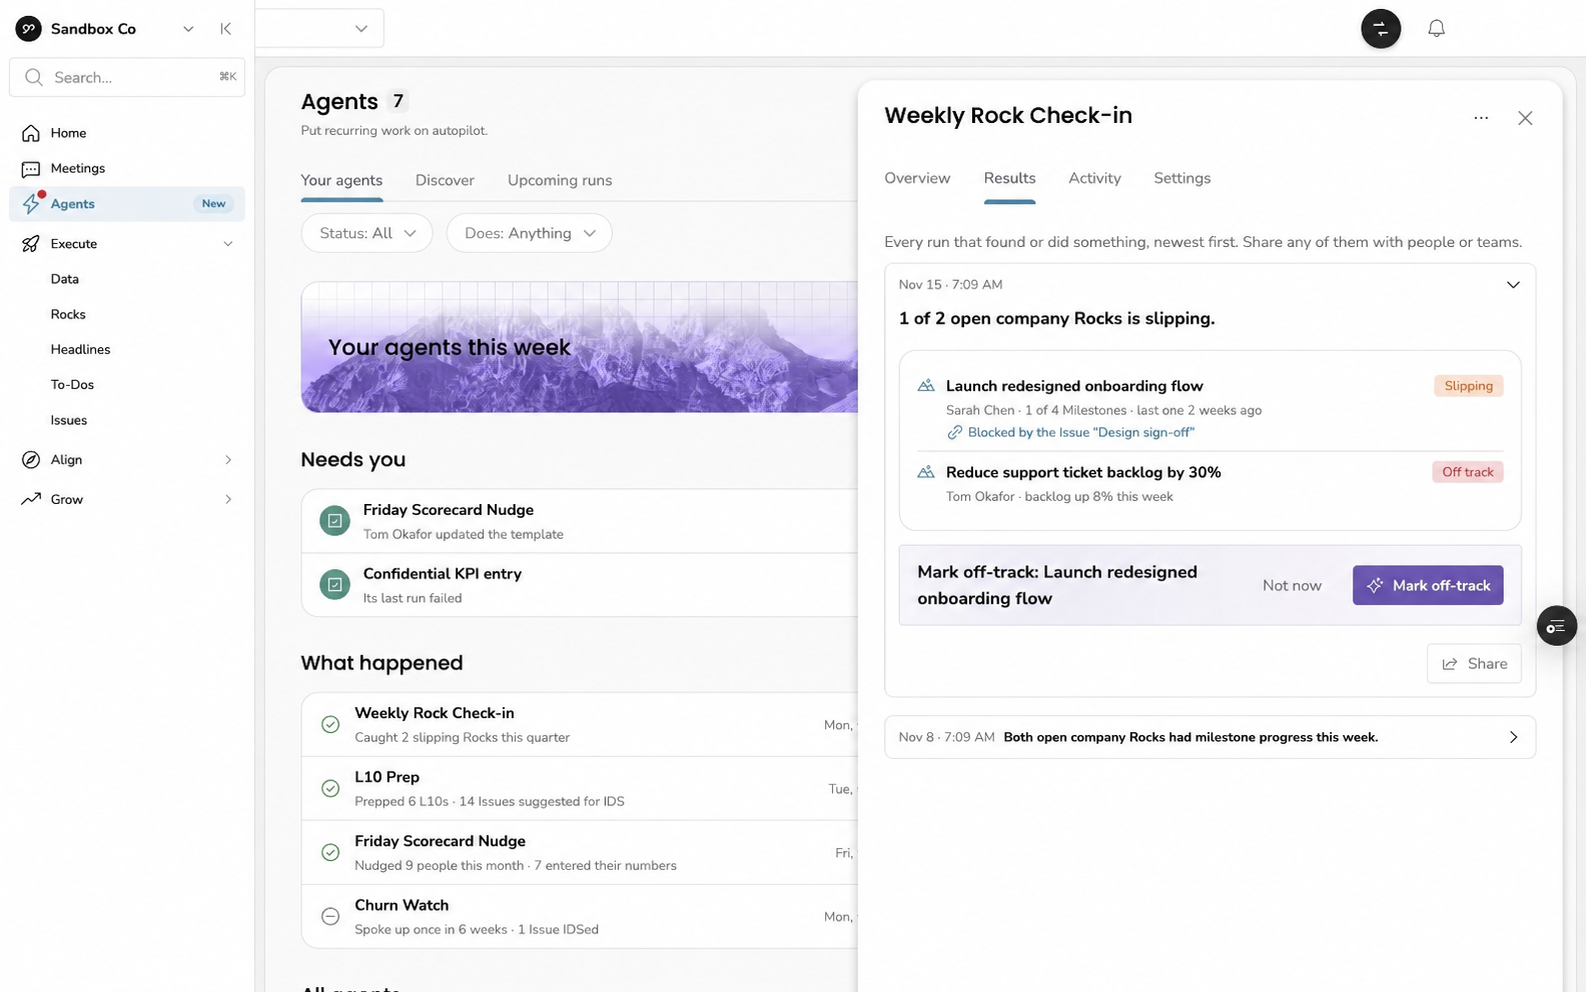 Sandbox Co
Search... ⌘K
Home
Meetings
Agents New
Execute
Data
Rocks
Headlines
To-Dos
Issues
Align
Grow
Agents 7
Put recurring work on autopilot.
Your agents Discover Upcoming runs
Status: All Does: Anything
Your agents this week
Needs you
Friday Scorecard Nudge
Tom Okafor updated the template
Confidential KPI entry
Its last run failed
What happened
Weekly Rock Check-in
Caught 2 slipping Rocks this quarter
Mon,
L10 Prep
Prepped 6 L10s · 14 Issues suggested for IDS
Tue,
Friday Scorecard Nudge
Nudged 9 people this month · 7 entered their numbers
Fri,
Churn Watch
Spoke up once in 6 weeks · 1 Issue IDSed
Mon,
All agents
Weekly Rock Check-in
Overview Results Activity Settings
Every run that found or did something, newest first. Share any of them with people or teams.
Nov 15 · 7:09 AM
1 of 2 open company Rocks is slipping.
Launch redesigned onboarding flow Slipping
Sarah Chen · 1 of 4 Milestones · last one 2 weeks ago
Blocked by the Issue "Design sign-off"
Reduce support ticket backlog by 30% Off track
Tom Okafor · backlog up 8% this week
Mark off-track: Launch redesigned
onboarding flow
Not now Mark off-track
Share
Nov 8 · 7:09 AM Both open company Rocks had milestone progress this week.